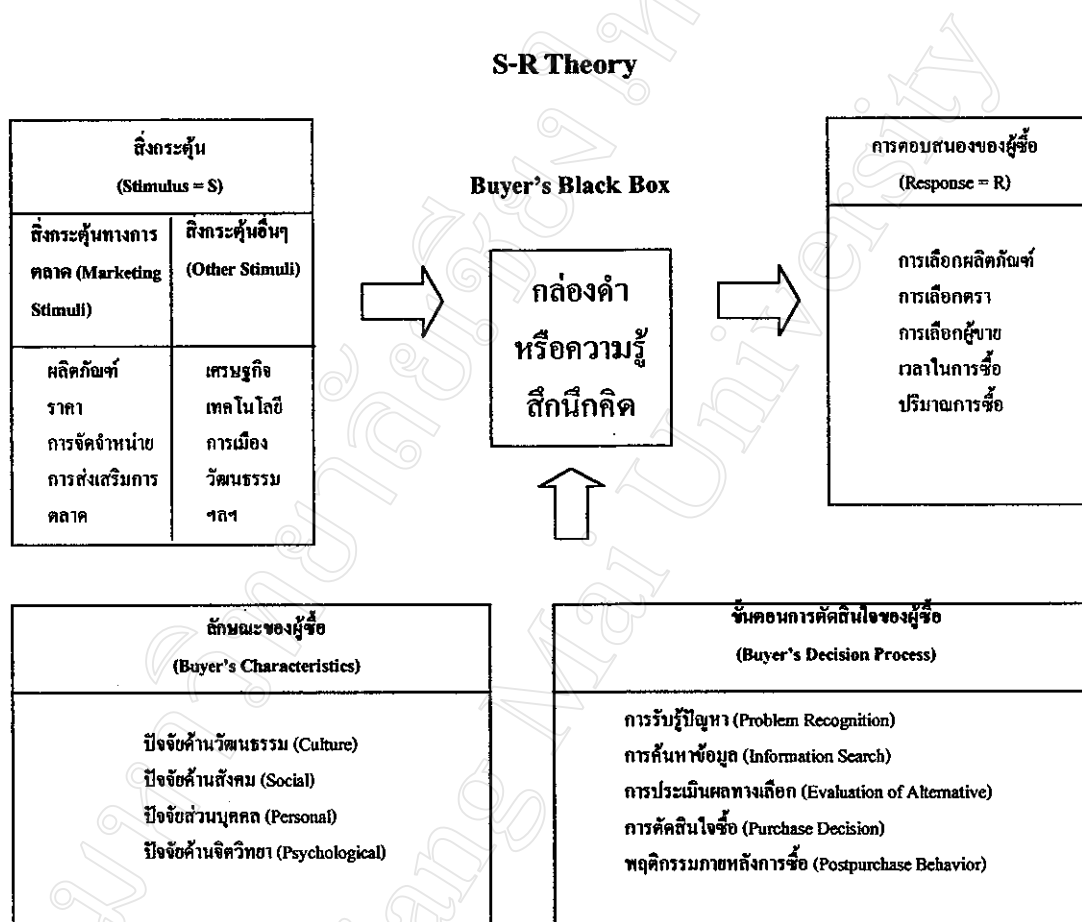 S-R Theory
สิ่งกระตุ้น
(Stimulus = S)
สิ่งกระตุ้นทางการ
ตลาด (Marketing
Stimuli)
สิ่งกระตุ้นอื่นๆ
(Other Stimuli)
ผลิตภัณฑ์
ราคา
การจัดจำหน่าย
การส่งเสริมการ
ตลาด
เศรษฐกิจ
เทคโนโลยี
การเมือง
วัฒนธรรม
ฯลฯ
Buyer's Black Box
กล่องดำ
หรือความรู้
สึกนึกคิด
การตอบสนองของผู้ซื้อ
(Response = R)
การเลือกผลิตภัณฑ์
การเลือกตรา
การเลือกผู้ขาย
เวลาในการซื้อ
ปริมาณการซื้อ
ลักษณะของผู้ซื้อ
(Buyer's Characteristics)
ปัจจัยด้านวัฒนธรรม (Culture)
ปัจจัยด้านสังคม (Social)
ปัจจัยส่วนบุคคล (Personal)
ปัจจัยด้านจิตวิทยา (Psychological)
ขั้นตอนการตัดสินใจของผู้ซื้อ
(Buyer's Decision Process)
การรับรู้ปัญหา (Problem Recognition)
การค้นหาข้อมูล (Information Search)
การประเมินผลทางเลือก (Evaluation of Alternative)
การตัดสินใจซื้อ (Purchase Decision)
พฤติกรรมภายหลังการซื้อ (Postpurchase Behavior)